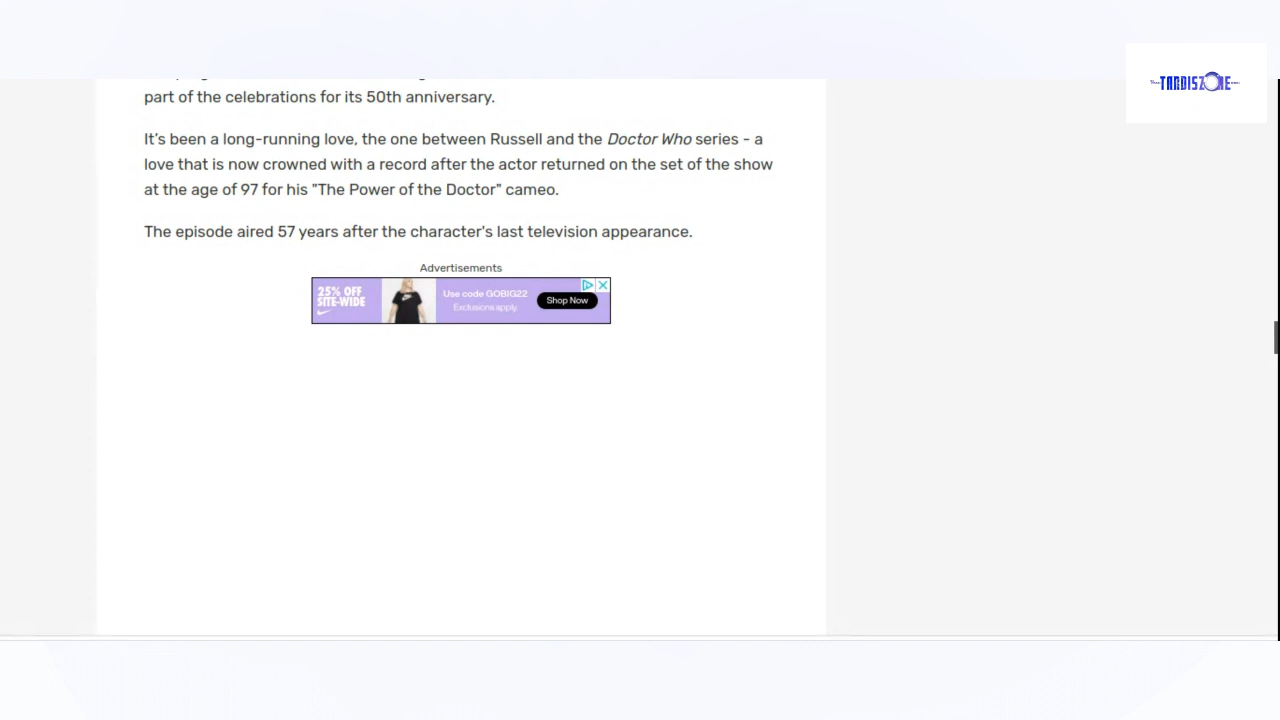 part of the celebrations for its 50th anniversary.
It's been a long-running love, the one between Russell and the Doctor Who series - a
love that is now crowned with a record after the actor returned on the set of the show
at the age of 97 for his "The Power of the Doctor" cameo.
The episode aired 57 years after the character's last television appearance.
Advertisements
25% OFF
SITE-WIDE
Use code GOBIG22
Exclusions apply.
Shop Now
TARDISZONE